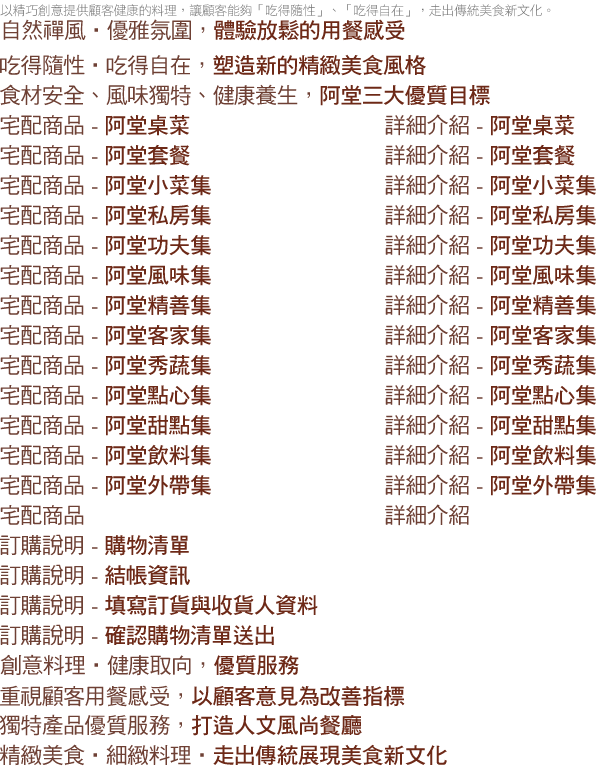 以精巧創意提供顧客健康的料理，讓顧客能夠「吃得隨性」、「吃得自在」，走出傳統美食新文化。
自然禪風・優雅氛圍，體驗放鬆的用餐感受
吃得隨性・吃得自在，塑造新的精緻美食風格
食材安全、風味獨特、健康養生，阿堂三大優質目標
宅配商品 - 阿堂桌菜 詳細介紹 - 阿堂桌菜
宅配商品 - 阿堂套餐 詳細介紹 - 阿堂套餐
宅配商品 - 阿堂小菜集 詳細介紹 - 阿堂小菜集
宅配商品 - 阿堂私房集 詳細介紹 - 阿堂私房集
宅配商品 - 阿堂功夫集 詳細介紹 - 阿堂功夫集
宅配商品 - 阿堂風味集 詳細介紹 - 阿堂風味集
宅配商品 - 阿堂精善集 詳細介紹 - 阿堂精善集
宅配商品 - 阿堂客家集 詳細介紹 - 阿堂客家集
宅配商品 - 阿堂秀蔬集 詳細介紹 - 阿堂秀蔬集
宅配商品 - 阿堂點心集 詳細介紹 - 阿堂點心集
宅配商品 - 阿堂甜點集 詳細介紹 - 阿堂甜點集
宅配商品 - 阿堂飲料集 詳細介紹 - 阿堂飲料集
宅配商品 - 阿堂外帶集 詳細介紹 - 阿堂外帶集
宅配商品 詳細介紹
訂購說明 - 購物清單
訂購說明 - 結帳資訊
訂購說明 - 填寫訂貨與收貨人資料
訂購說明 - 確認購物清單送出
創意料理・健康取向，優質服務
重視顧客用餐感受，以顧客意見為改善指標
獨特產品優質服務，打造人文風尚餐廳
精緻美食・細緻料理・走出傳統展現美食新文化